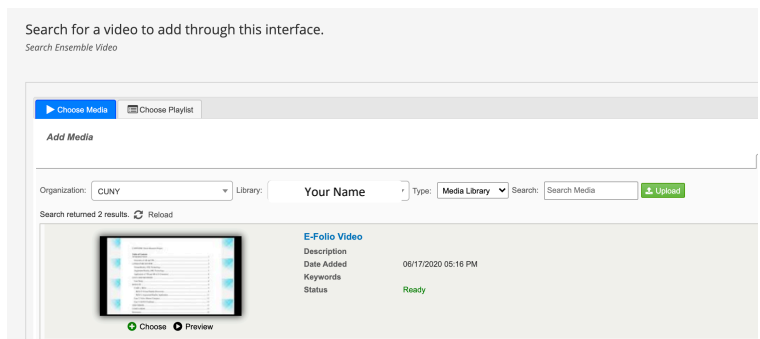 Search for a video to add through this interface.
Search Ensemble Video
Choose Media
Choose Playlist
Add Media
Organization: CUNY Library: Your Name Type: Media Library Search: Search Media Upload
Search returned 2 results. Reload
E-Folio Video
Description
Date Added 06/17/2020 05:16 PM
Keywords
Status Ready
Choose Preview